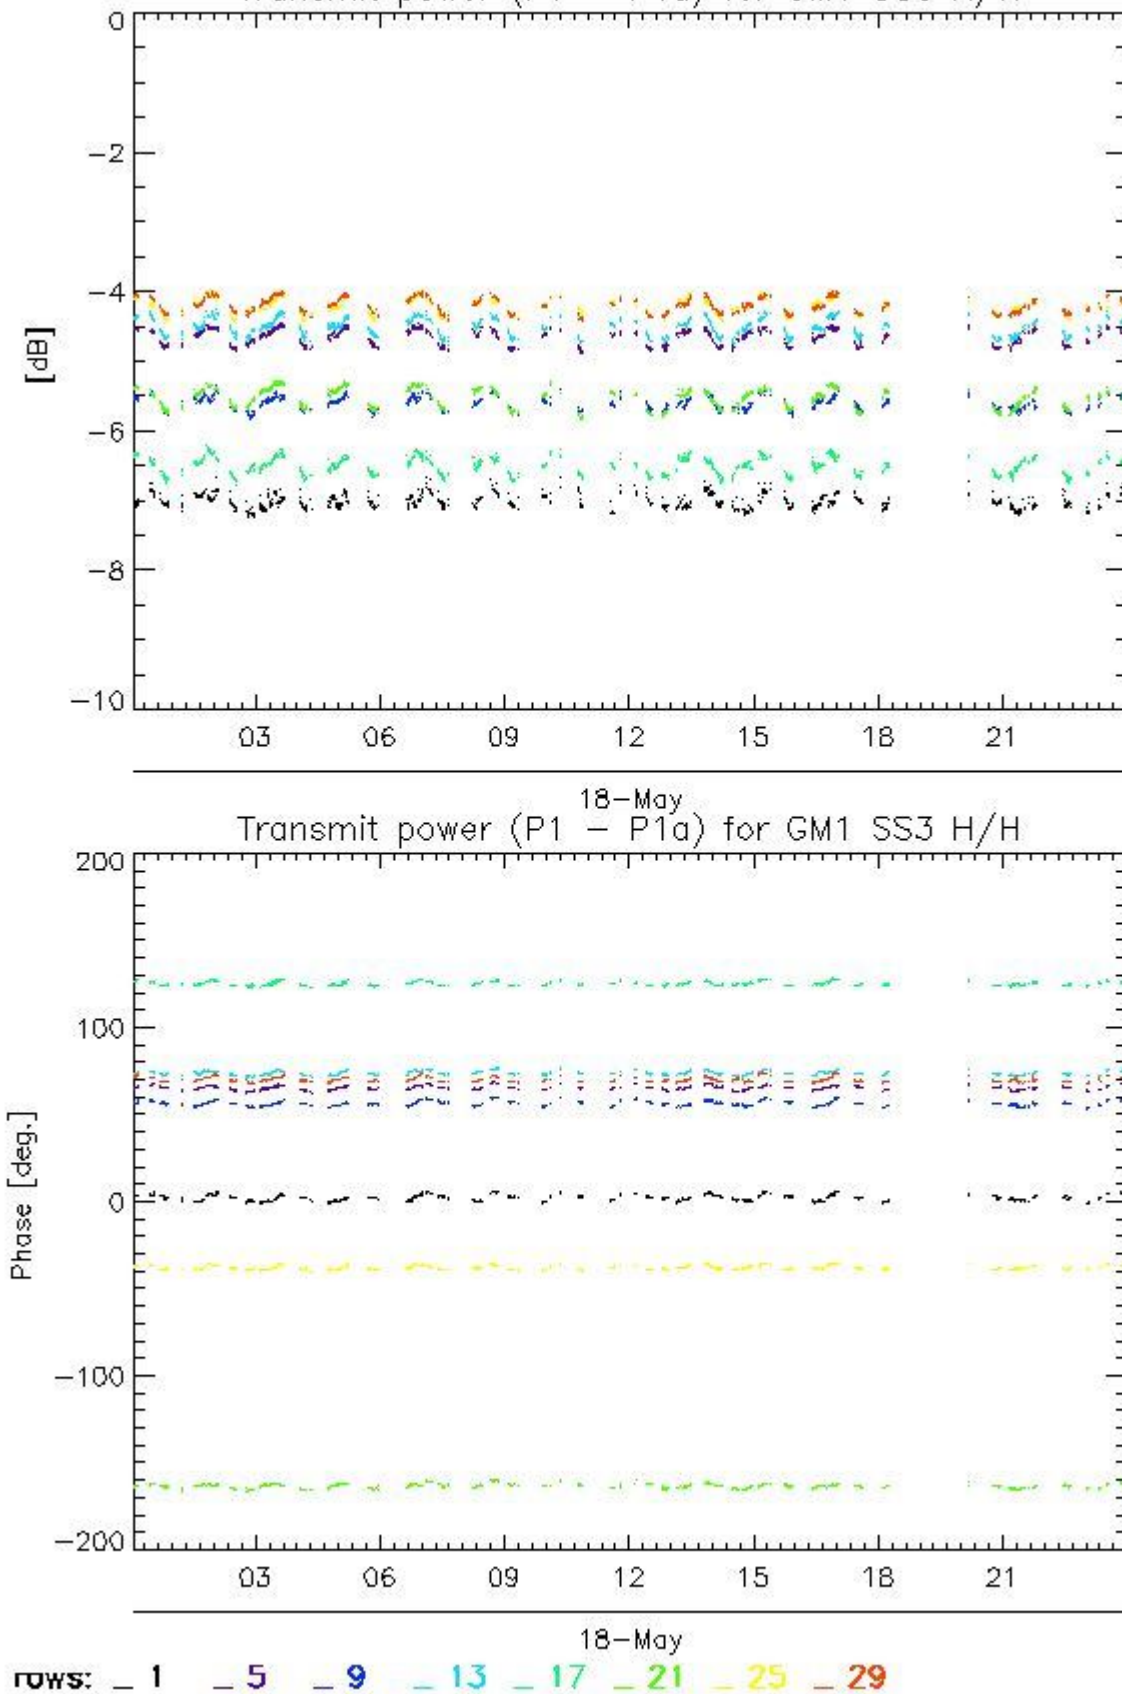 0
-2
-4
[dB]
-6
-8
-10
03 06 09 12 15 18 21
18-May
Transmit power (P1 - P1a) for GM1 SS3 H/H
200
100
Phase [deg.]
0
-100
-200
03 06 09 12 15 18 21
18-May
rows: _ 1 _ 5 _ 9 _ 13 _ 17 _ 21 _ 25 _ 29